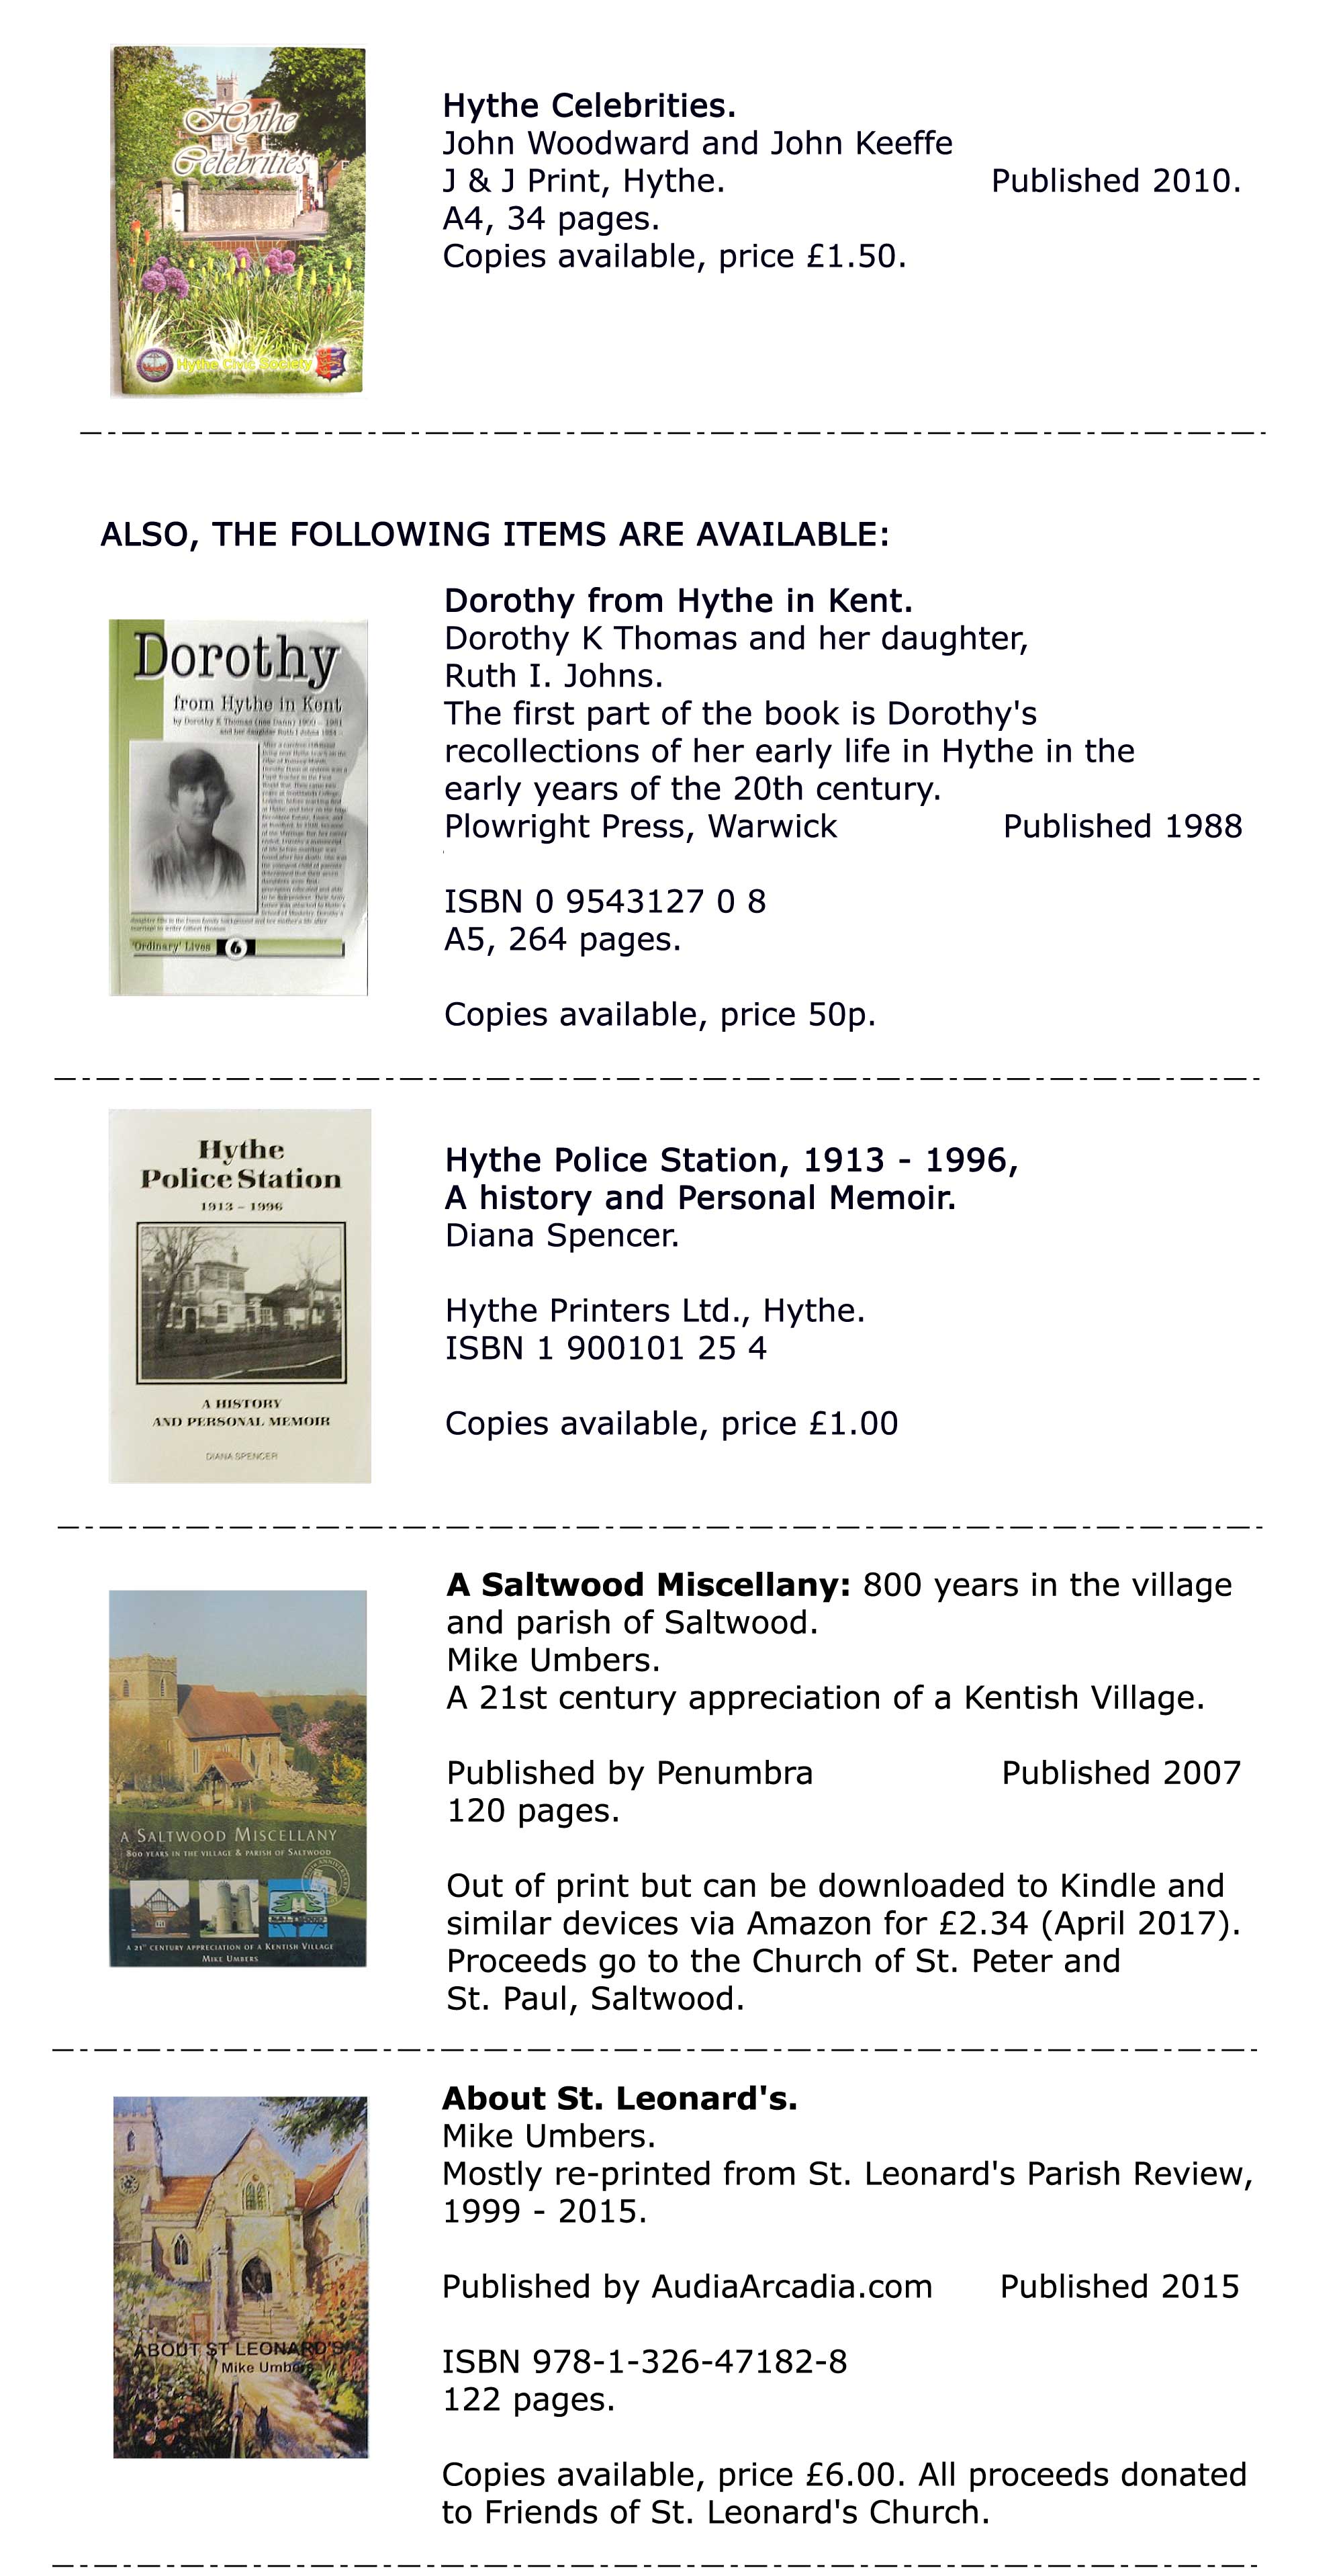 Hythe
Celebrities
Hythe Civic Society
Hythe Celebrities.
John Woodward and John Keeffe
J & J Print, Hythe. Published 2010.
A4, 34 pages.
Copies available, price £1.50.
ALSO, THE FOLLOWING ITEMS ARE AVAILABLE:
Dorothy
from Hythe in Kent
by Dorothy K Thomas (nee Dann) 1900 - 1981
and her daughter Ruth I Johns 1934 -
'Ordinary' Lives 6
Dorothy from Hythe in Kent.
Dorothy K Thomas and her daughter,
Ruth I. Johns.
The first part of the book is Dorothy's
recollections of her early life in Hythe in the
early years of the 20th century.
Plowright Press, Warwick Published 1988
ISBN 0 9543127 0 8
A5, 264 pages.
Copies available, price 50p.
Hythe
Police Station
1913 - 1996
A HISTORY
AND PERSONAL MEMOIR
DIANA SPENCER
Hythe Police Station, 1913 - 1996,
A history and Personal Memoir.
Diana Spencer.
Hythe Printers Ltd., Hythe.
ISBN 1 900101 25 4
Copies available, price £1.00
A SALTWOOD MISCELLANY
800 YEARS IN THE VILLAGE & PARISH OF SALTWOOD
SALTWOOD
A 21ST CENTURY APPRECIATION OF A KENTISH VILLAGE
MIKE UMBERS
A Saltwood Miscellany: 800 years in the village
and parish of Saltwood.
Mike Umbers.
A 21st century appreciation of a Kentish Village.
Published by Penumbra Published 2007
120 pages.
Out of print but can be downloaded to Kindle and
similar devices via Amazon for £2.34 (April 2017).
Proceeds go to the Church of St. Peter and
St. Paul, Saltwood.
ABOUT ST LEONARD'S
Mike Umbers
About St. Leonard's.
Mike Umbers.
Mostly re-printed from St. Leonard's Parish Review,
1999 - 2015.
Published by AudiaArcadia.com Published 2015
ISBN 978-1-326-47182-8
122 pages.
Copies available, price £6.00. All proceeds donated
to Friends of St. Leonard's Church.